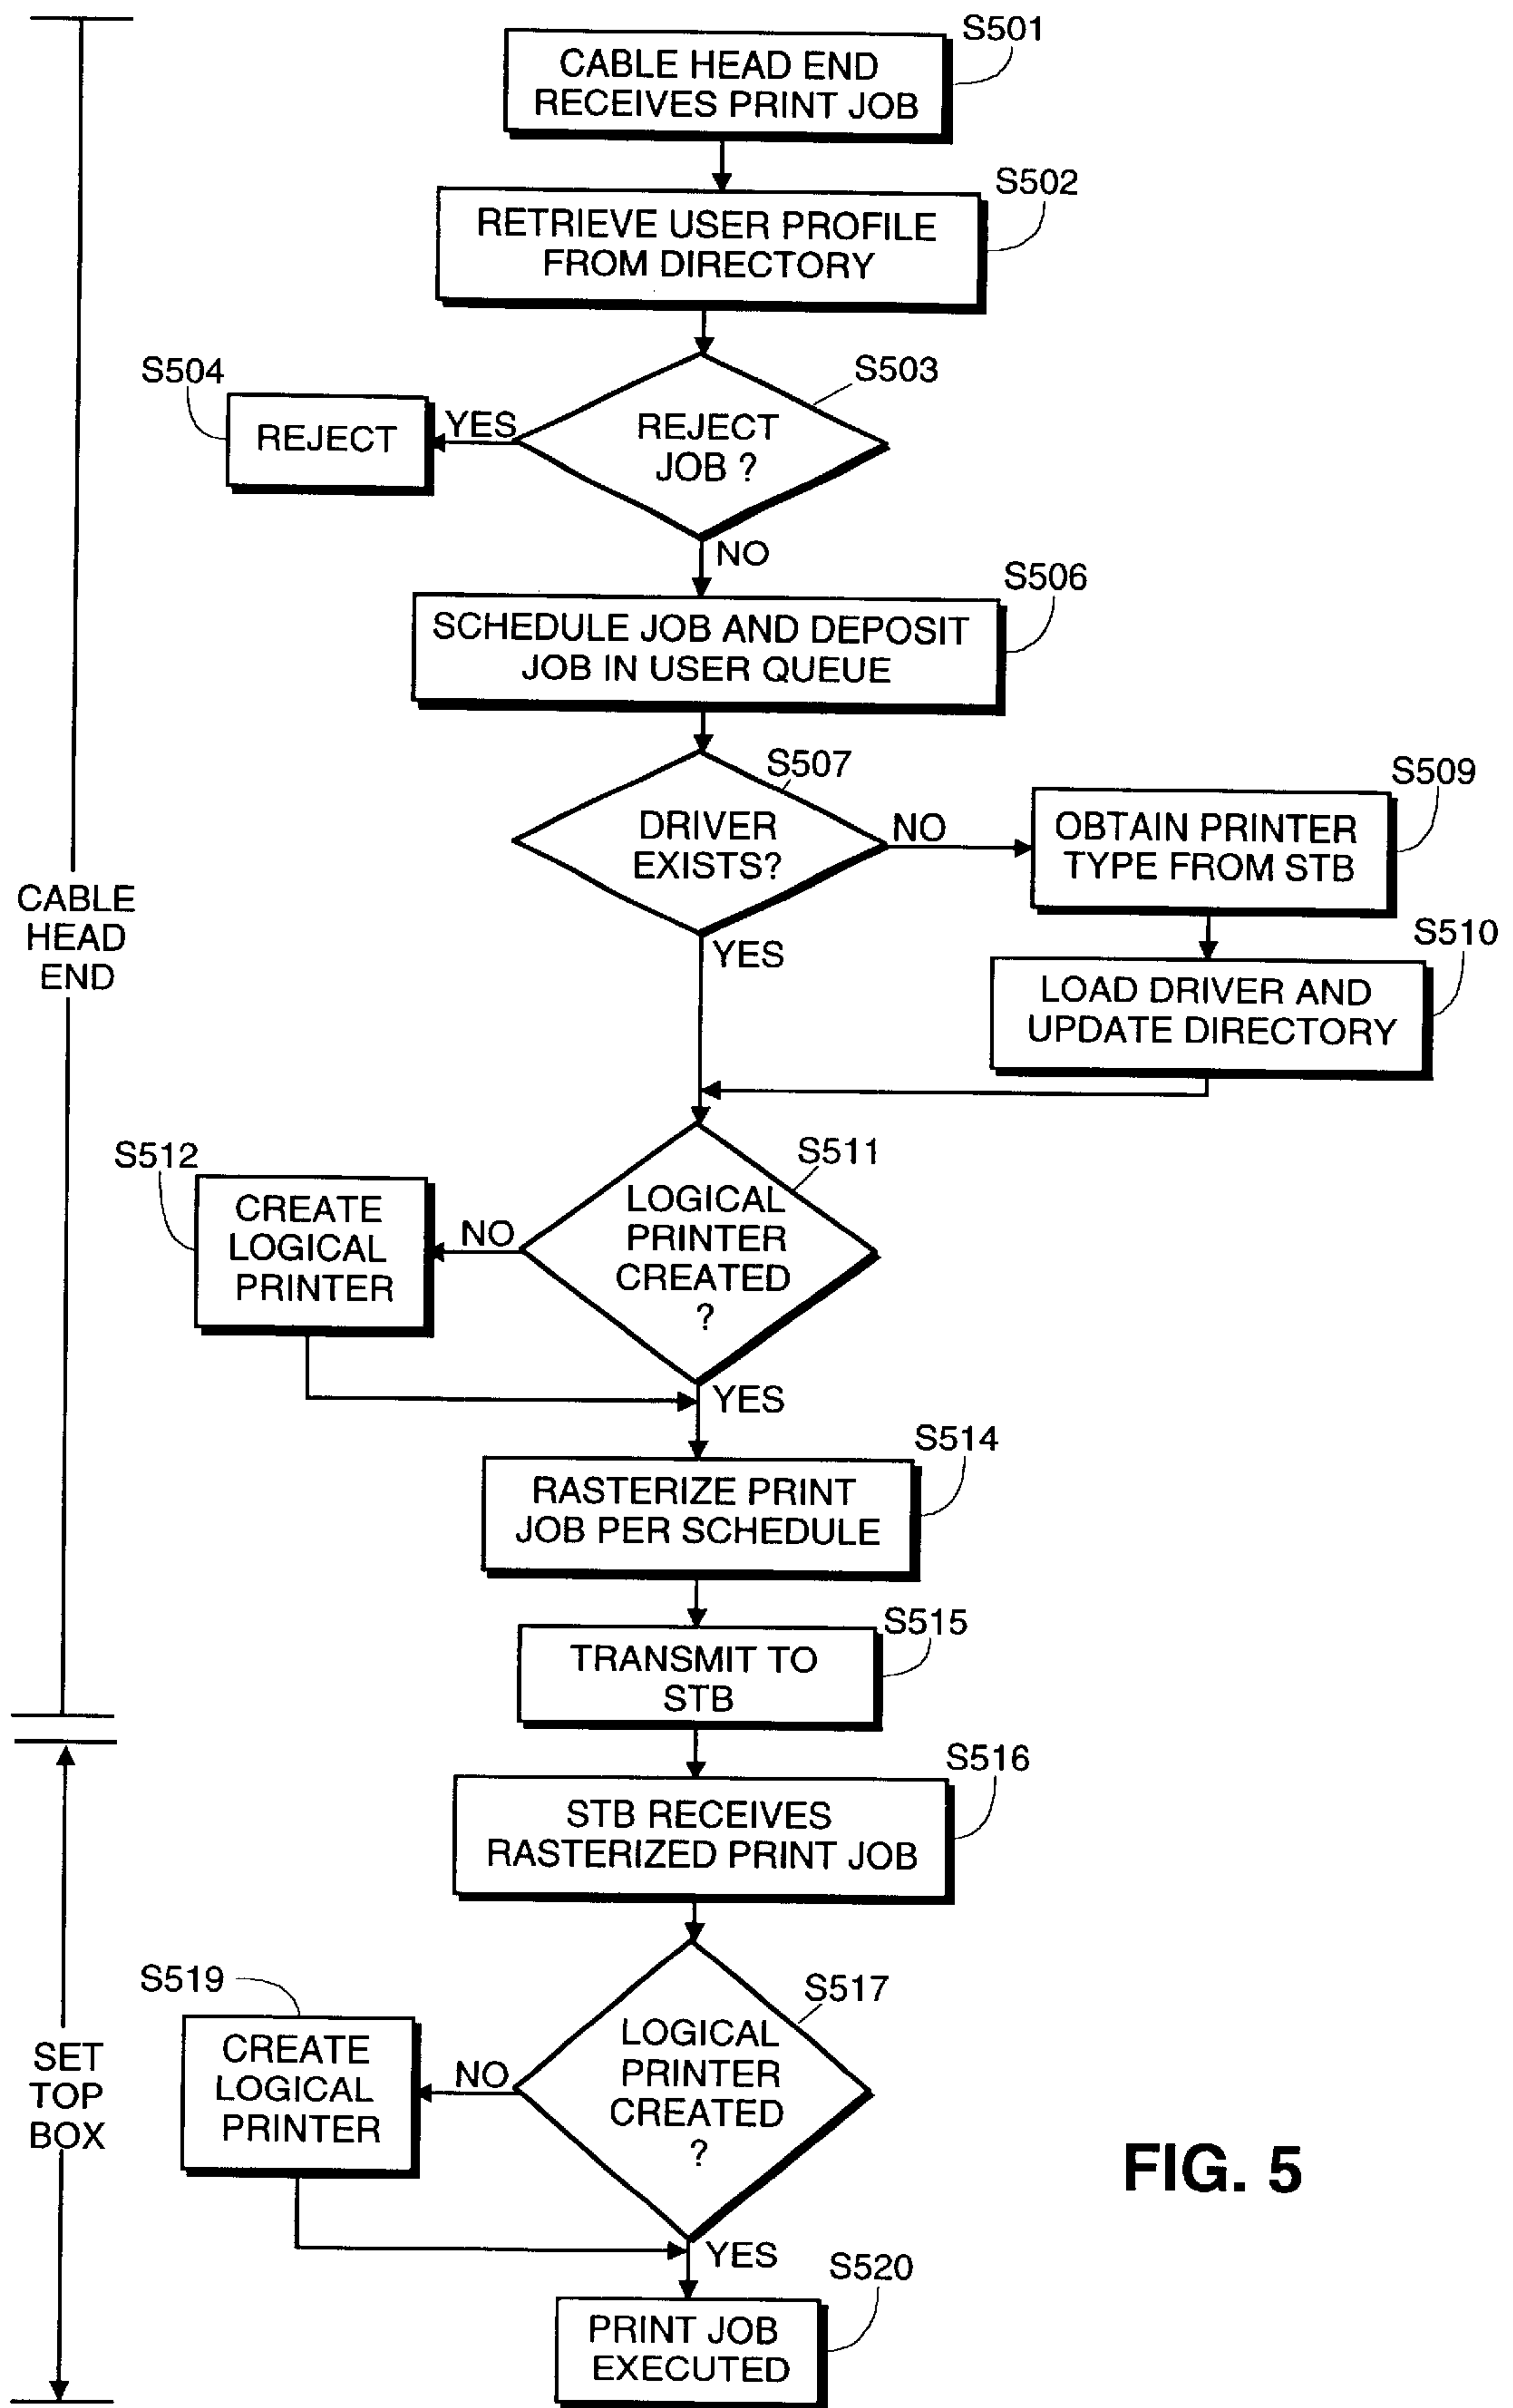 S501
CABLE HEAD END
RECEIVES PRINT JOB
S502
RETRIEVE USER PROFILE
FROM DIRECTORY
S504
REJECT
YES
S503
REJECT
JOB ?
NO
S506
SCHEDULE JOB AND DEPOSIT
JOB IN USER QUEUE
S507
DRIVER
EXISTS?
NO
S509
OBTAIN PRINTER
TYPE FROM STB
YES
S510
LOAD DRIVER AND
UPDATE DIRECTORY
CABLE
HEAD
END
S512
CREATE
LOGICAL
PRINTER
NO
S511
LOGICAL
PRINTER
CREATED
?
YES
S514
RASTERIZE PRINT
JOB PER SCHEDULE
S515
TRANSMIT TO
STB
S516
STB RECEIVES
RASTERIZED PRINT JOB
S519
CREATE
LOGICAL
PRINTER
NO
S517
LOGICAL
PRINTER
CREATED
?
SET
TOP
BOX
YES
S520
PRINT JOB
EXECUTED
FIG. 5